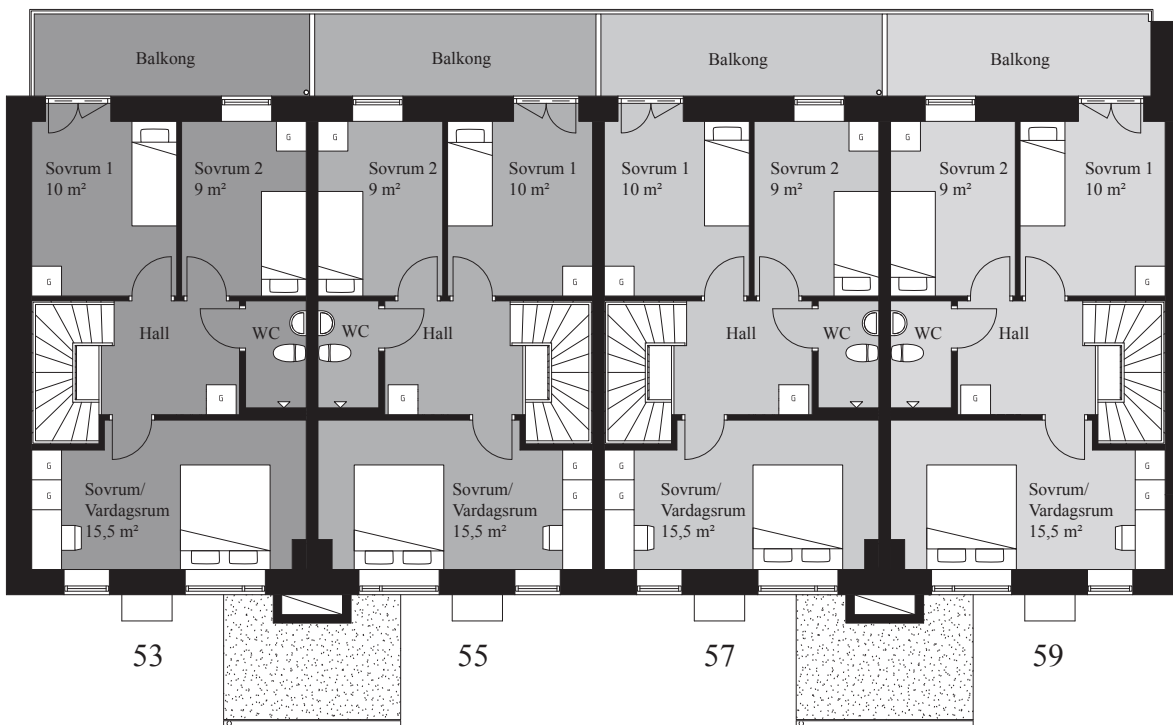 Balkong
Balkong
Balkong
Balkong
G
G
G
G
Sovrum 1
10 m²
Sovrum 2
9 m²
Sovrum 2
9 m²
Sovrum 1
10 m²
Sovrum 1
10 m²
Sovrum 2
9 m²
Sovrum 2
9 m²
Sovrum 1
10 m²
G
G
G
G
Hall
WC
WC
Hall
Hall
WC
WC
Hall
G
G
G
G
G
G
G
G
G
G
G
G
Sovrum/
Vardagsrum
15,5 m²
Sovrum/
Vardagsrum
15,5 m²
Sovrum/
Vardagsrum
15,5 m²
Sovrum/
Vardagsrum
15,5 m²
53
55
57
59